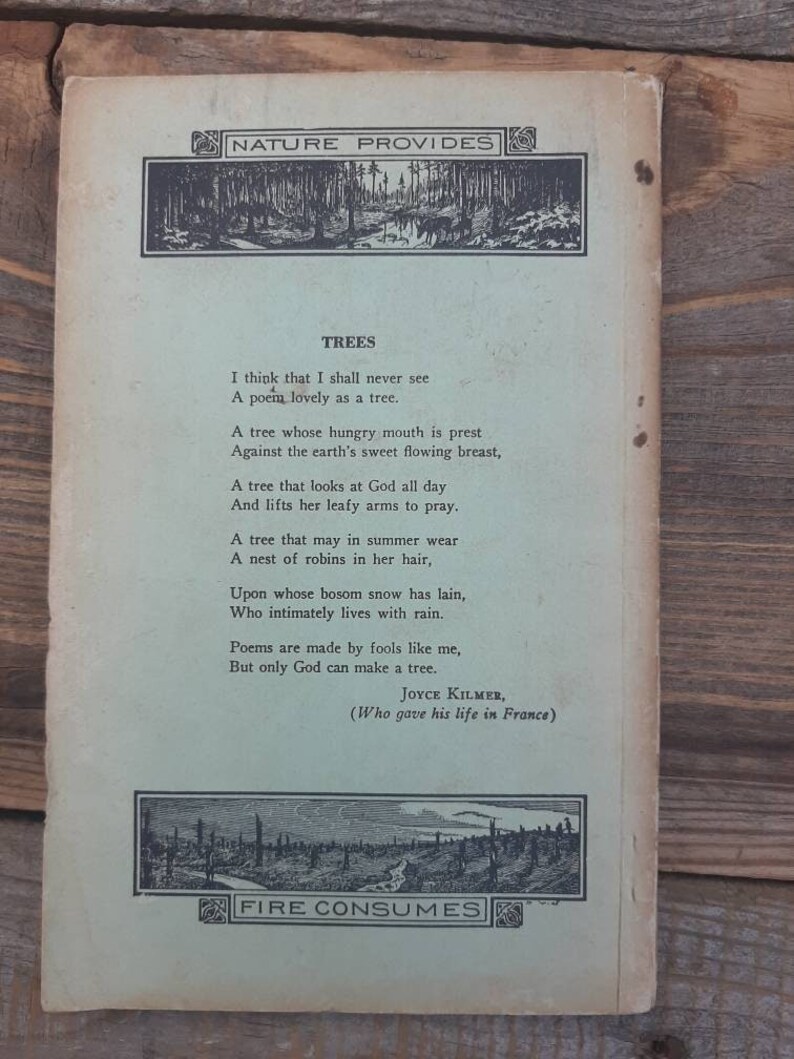 NATURE PROVIDES
TREES
I think that I shall never see
A poem lovely as a tree.
A tree whose hungry mouth is prest
Against the earth's sweet flowing breast,
A tree that looks at God all day
And lifts her leafy arms to pray.
A tree that may in summer wear
A nest of robins in her hair,
Upon whose bosom snow has lain,
Who intimately lives with rain.
Poems are made by fools like me,
But only God can make a tree.
JOYCE KILMER,
(Who gave his life in France)
FIRE CONSUMES